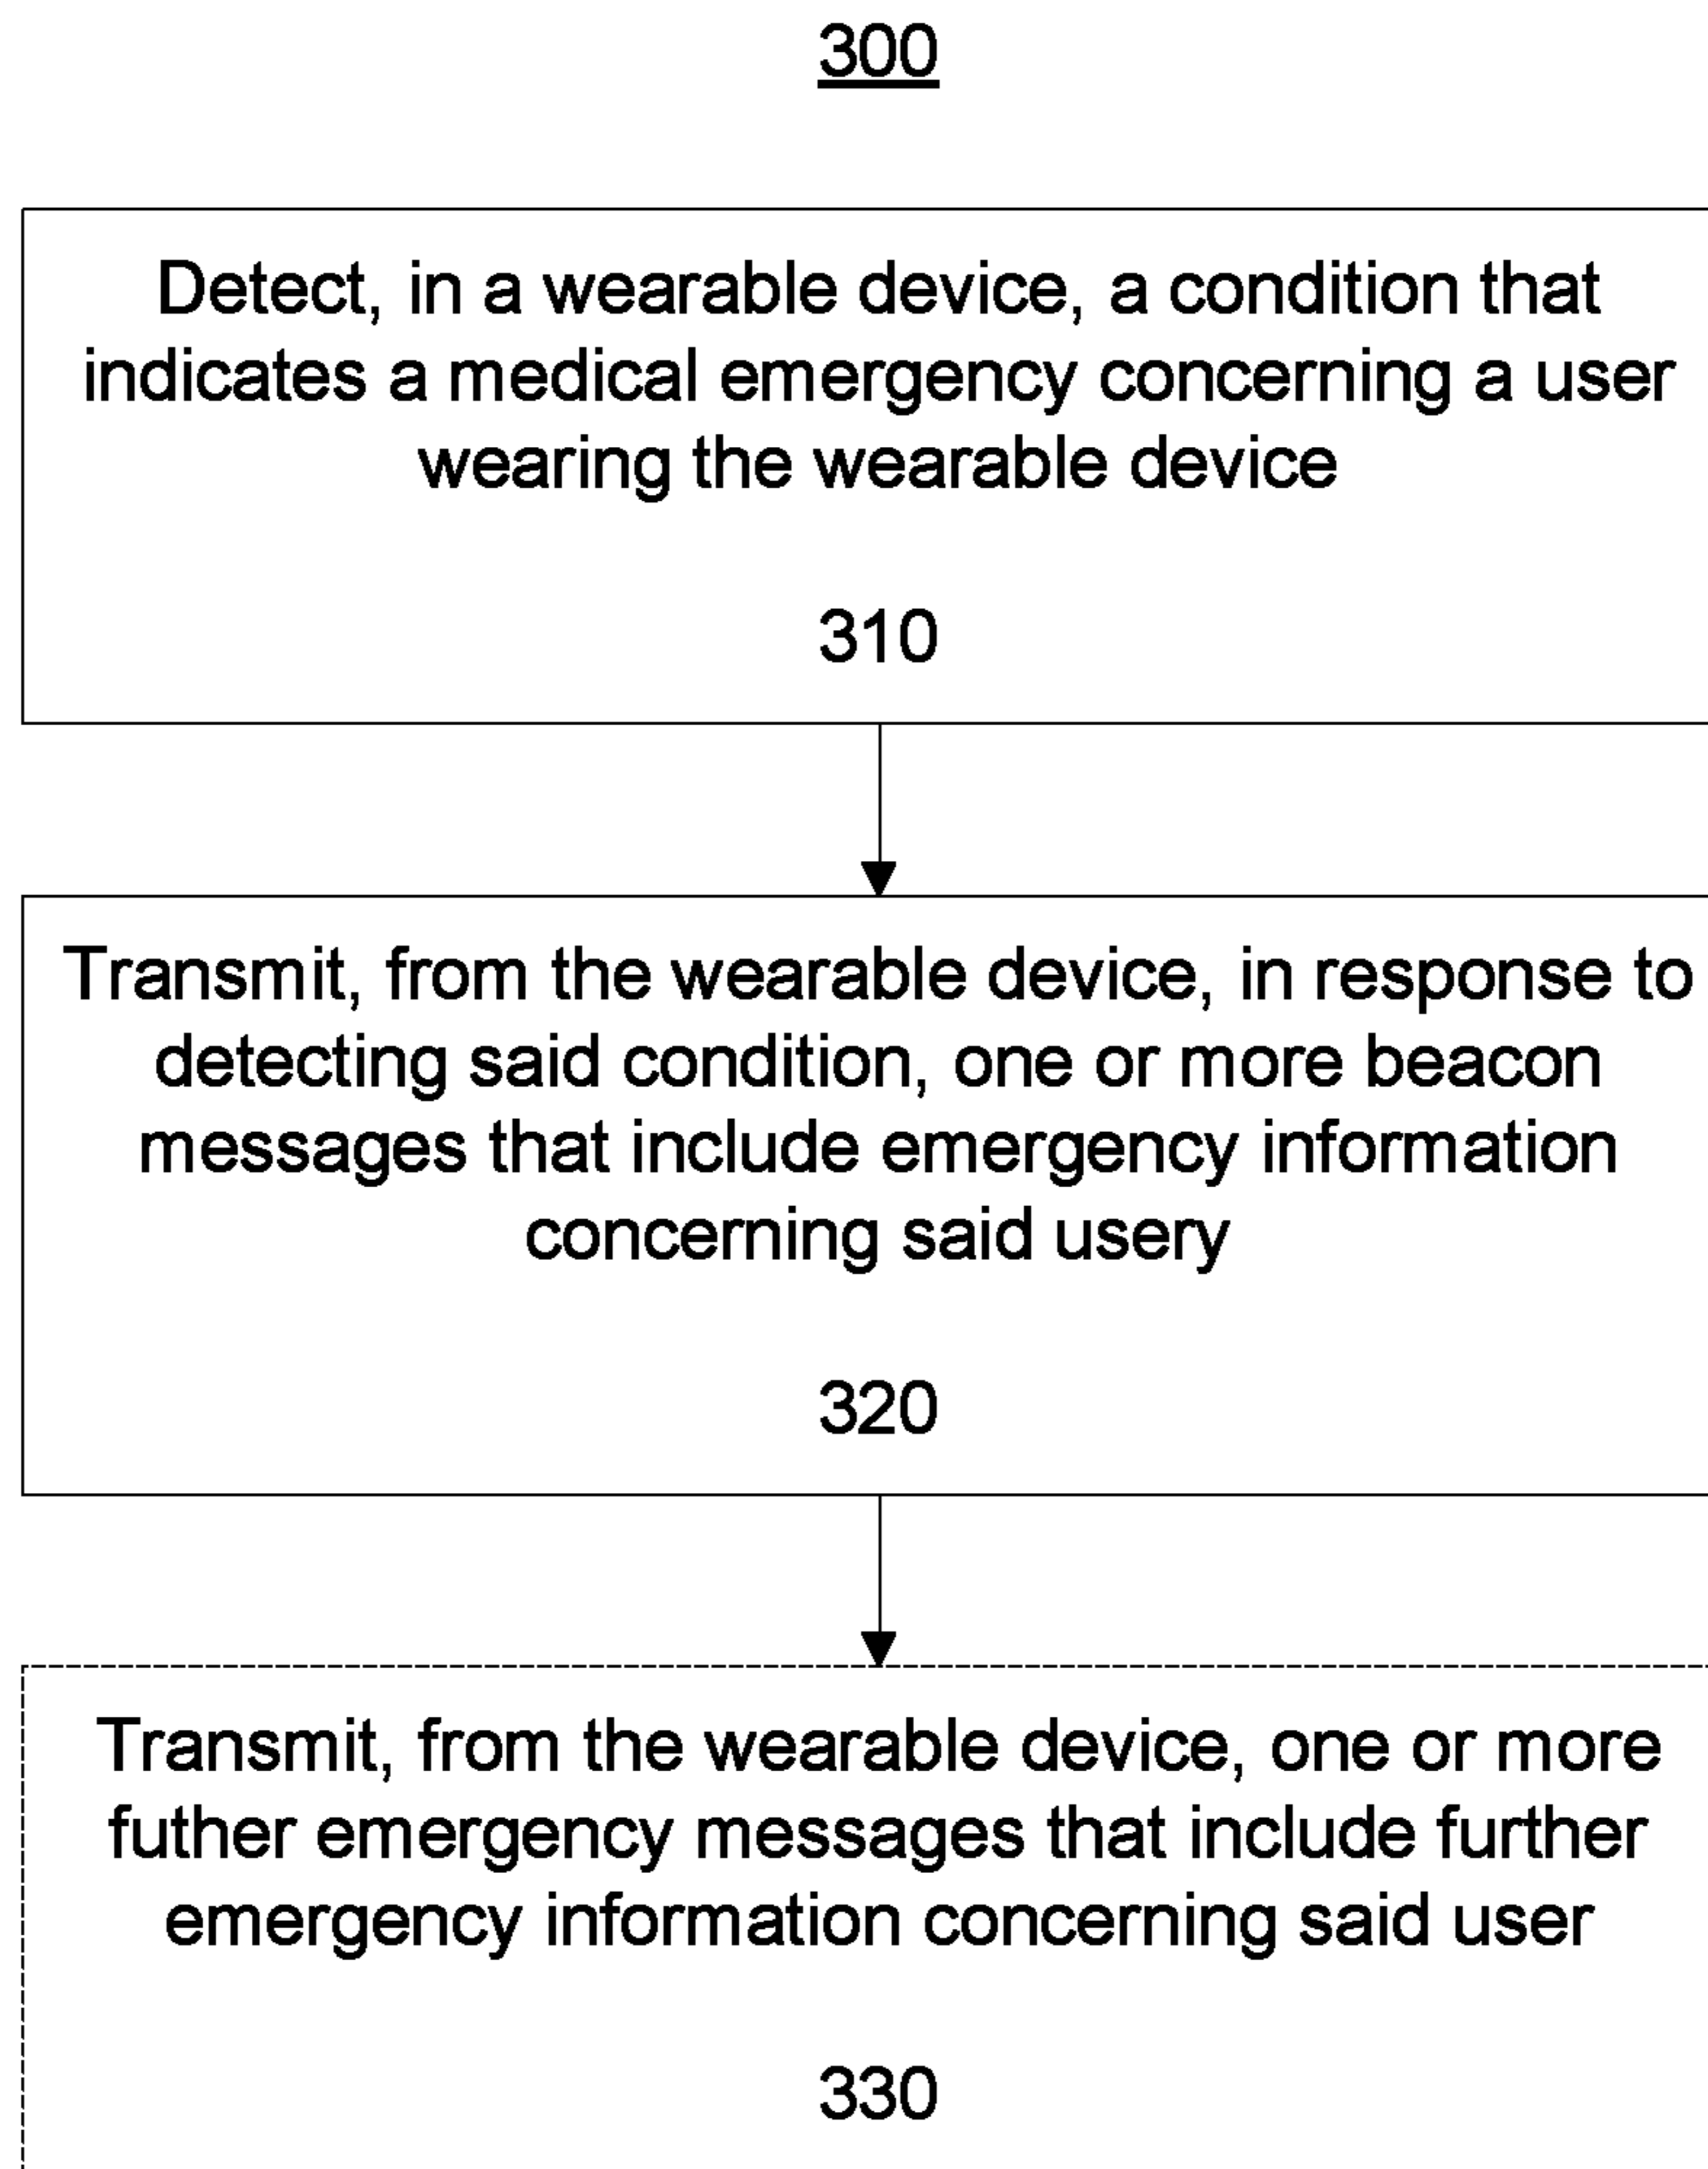 300
Detect, in a wearable device, a condition that
indicates a medical emergency concerning a user
wearing the wearable device
310
Transmit, from the wearable device, in response to
detecting said condition, one or more beacon
messages that include emergency information
concerning said usery
320
Transmit, from the wearable device, one or more
futher emergency messages that include further
emergency information concerning said user
330